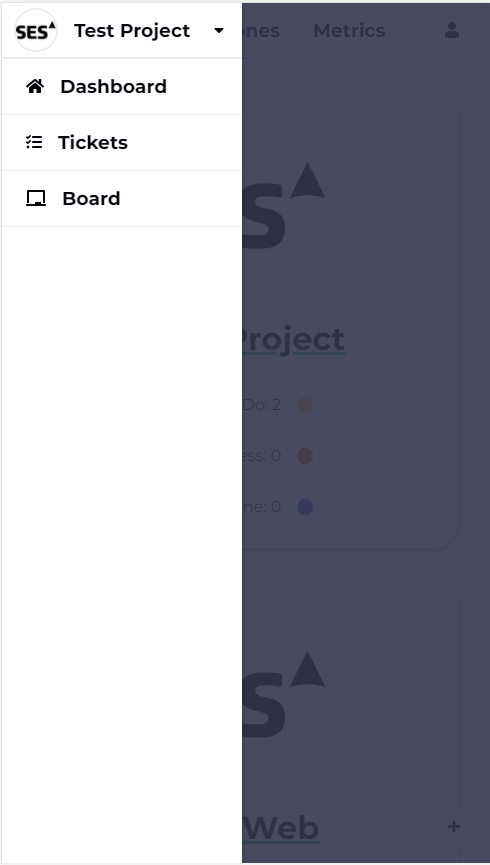 SES Test Project
ones Metrics
Dashboard
Tickets
Board
S
Project
Do: 2
ess: 0
ne: 0
S
Web
+